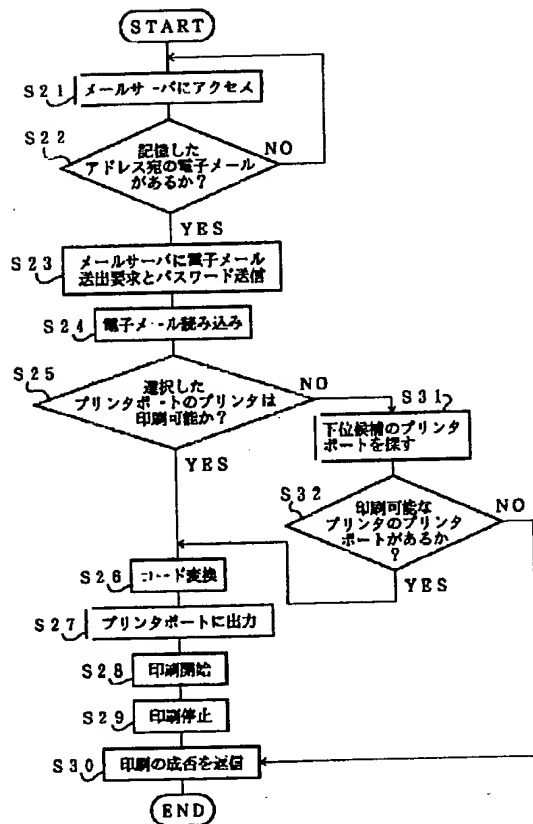 START
S21
メールサーバにアクセス
S22
記憶した
アドレス宛の電子メール
があるか？
NO
YES
S23
メールサーバに電子メール
送出要求とパスワード送信
S24
電子メール読み込み
S25
選択した
プリンタポートのプリンタは
印刷可能か？
NO
YES
S31
下位候補のプリンタ
ポートを探す
S32
印刷可能な
プリンタのプリンタ
ポートがあるか
？
NO
YES
S26
コード変換
S27
プリンタポートに出力
S28
印刷開始
S29
印刷停止
S30
印刷の成否を返信
END